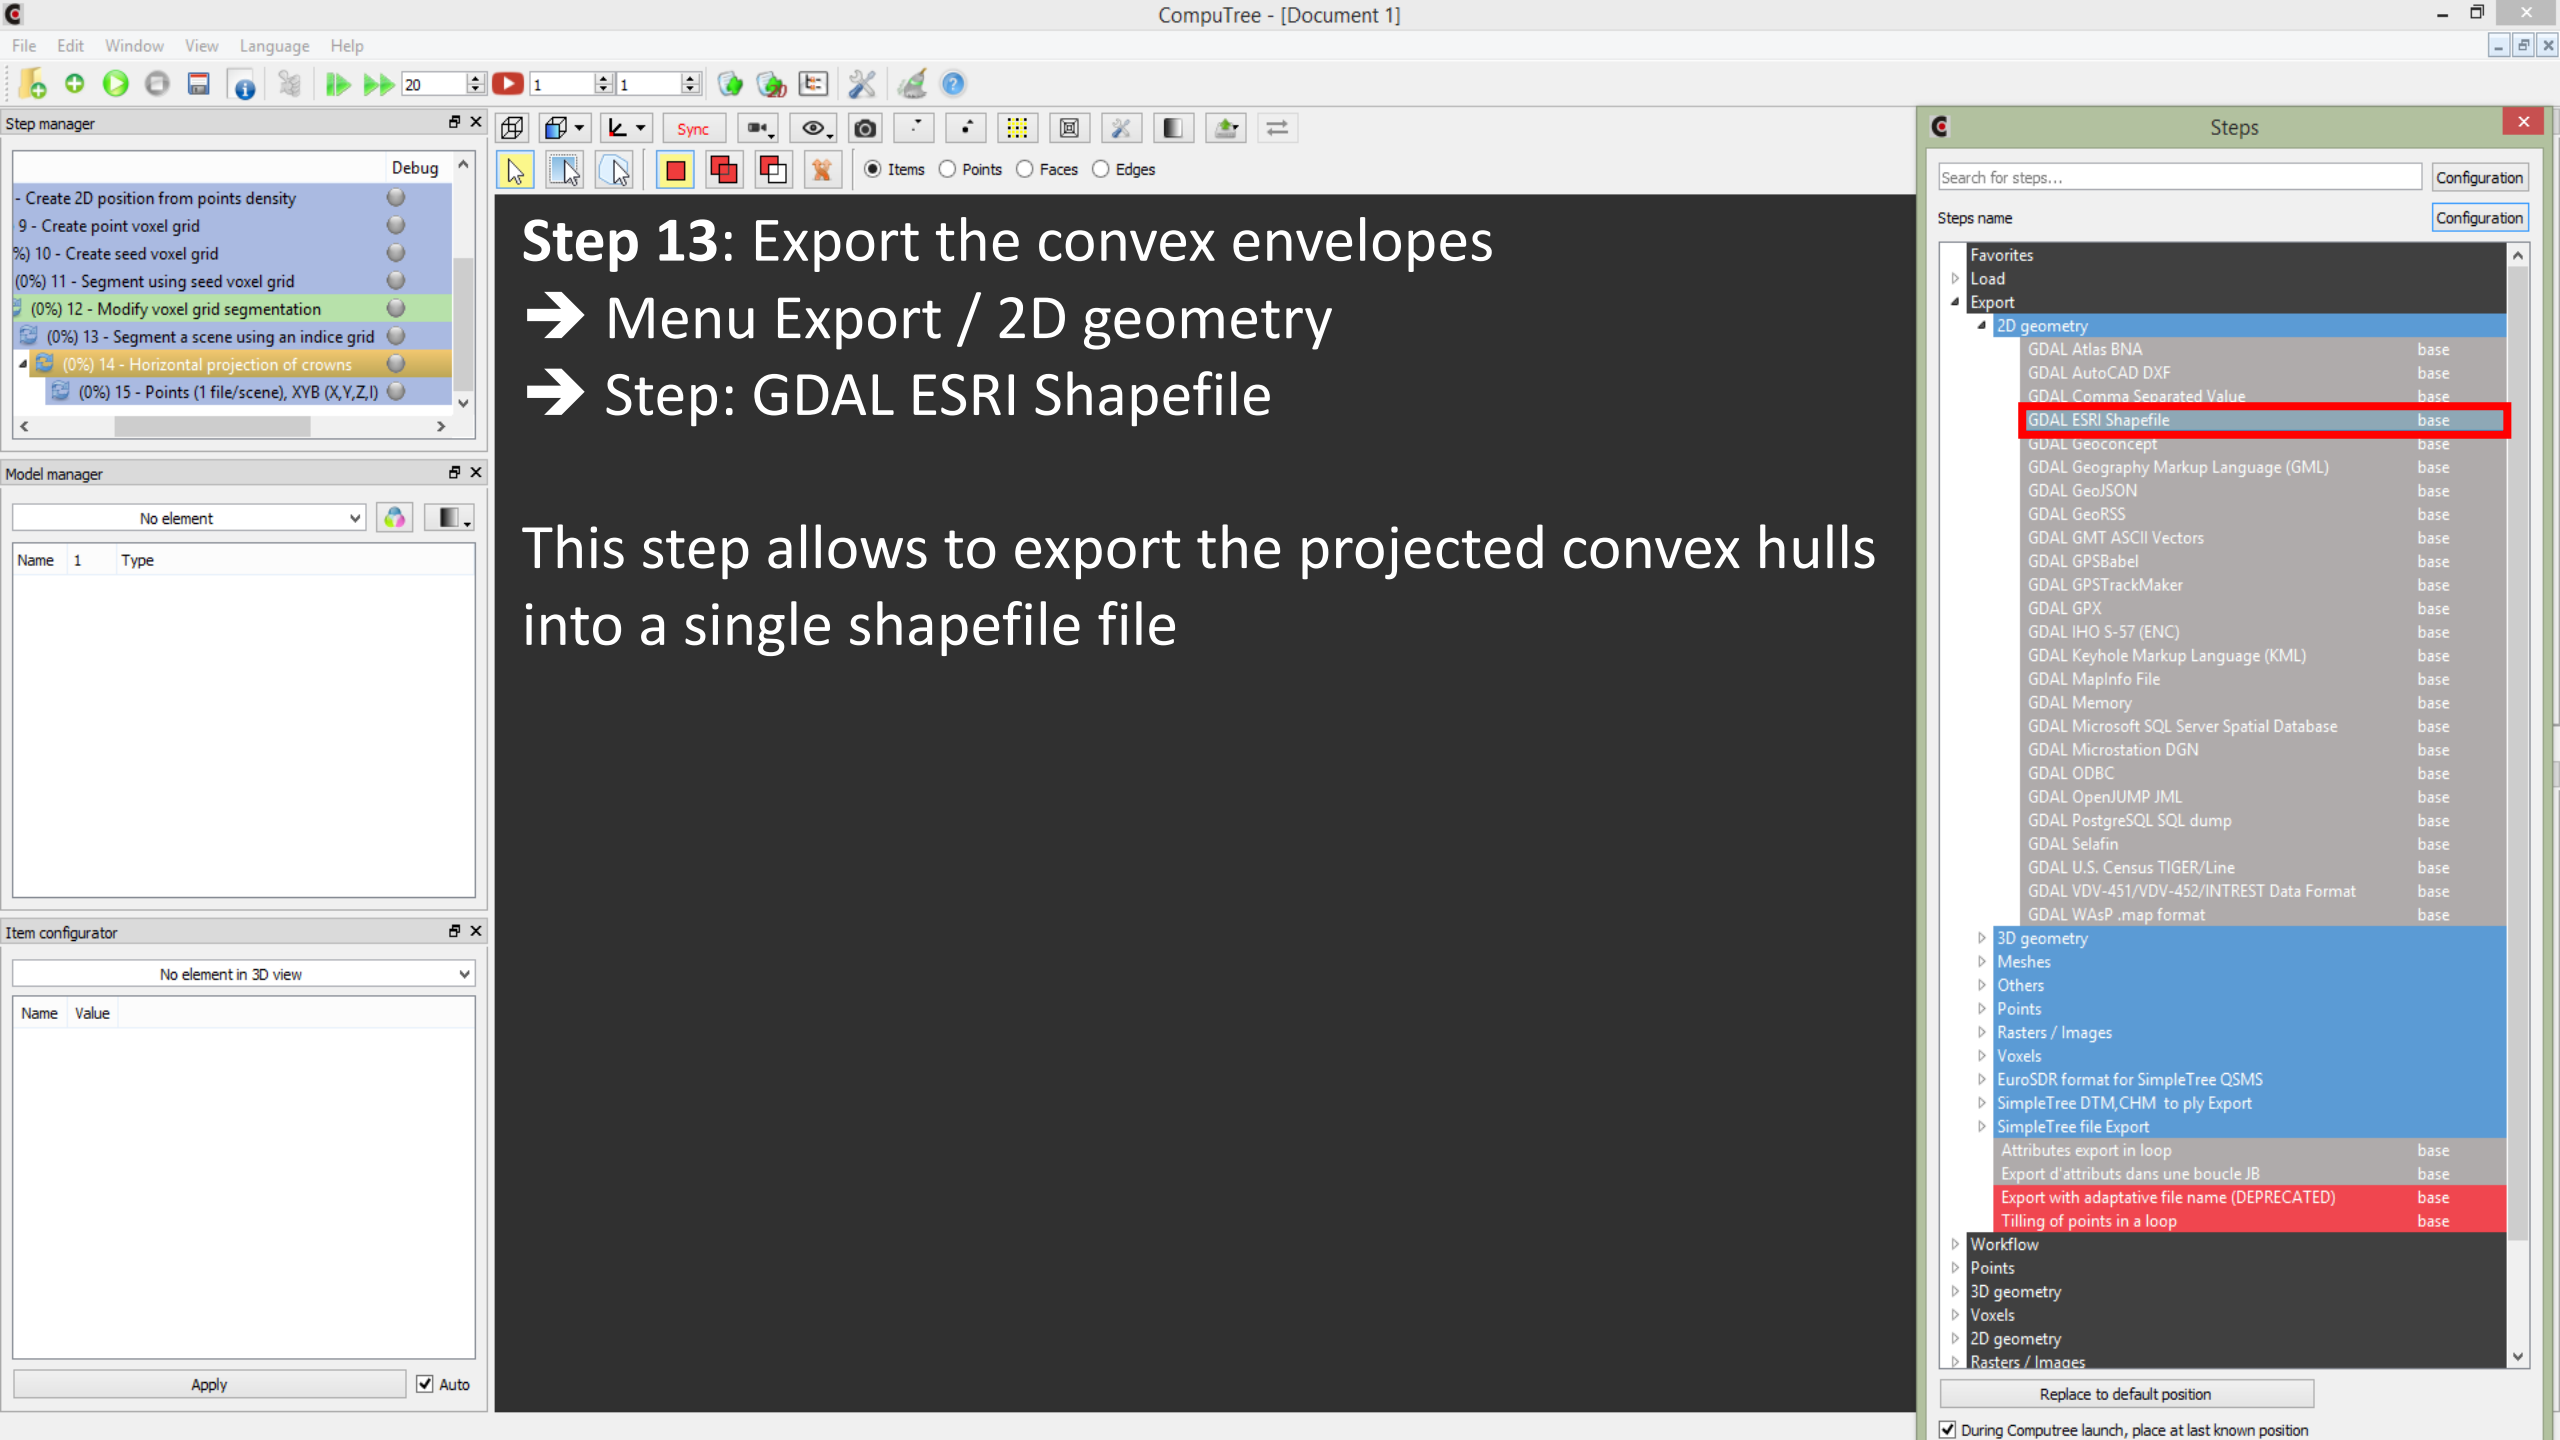 CompuTree - [Document 1]
File Edit Window View Language Help
20 1 1
Step manager
Debug
- Create 2D position from points density
9 - Create point voxel grid
%) 10 - Create seed voxel grid
(0%) 11 - Segment using seed voxel grid
(0%) 12 - Modify voxel grid segmentation
(0%) 13 - Segment a scene using an indice grid
(0%) 14 - Horizontal projection of crowns
(0%) 15 - Points (1 file/scene), XYB (X,Y,Z,I)
Model manager
No element
Name 1 Type
Item configurator
No element in 3D view
Name Value
Apply Auto
Sync
Items Points Faces Edges
Step 13: Export the convex envelopes
➔ Menu Export / 2D geometry
➔ Step: GDAL ESRI Shapefile
This step allows to export the projected convex hulls
into a single shapefile file
Steps
Search for steps... Configuration
Steps name Configuration
Favorites
Load
Export
2D geometry
GDAL Atlas BNA base
GDAL AutoCAD DXF base
GDAL Comma Separated Value base
GDAL ESRI Shapefile base
GDAL Geoconcept base
GDAL Geography Markup Language (GML) base
GDAL GeoJSON base
GDAL GeoRSS base
GDAL GMT ASCII Vectors base
GDAL GPSBabel base
GDAL GPSTrackMaker base
GDAL GPX base
GDAL IHO S-57 (ENC) base
GDAL Keyhole Markup Language (KML) base
GDAL MapInfo File base
GDAL Memory base
GDAL Microsoft SQL Server Spatial Database base
GDAL Microstation DGN base
GDAL ODBC base
GDAL OpenJUMP JML base
GDAL PostgreSQL SQL dump base
GDAL Selafin base
GDAL U.S. Census TIGER/Line base
GDAL VDV-451/VDV-452/INTREST Data Format base
GDAL WAsP .map format base
3D geometry
Meshes
Others
Points
Rasters / Images
Voxels
EuroSDR format for SimpleTree QSMS
SimpleTree DTM,CHM to ply Export
SimpleTree file Export
Attributes export in loop base
Export d'attributs dans une boucle JB base
Export with adaptative file name (DEPRECATED) base
Tilling of points in a loop base
Workflow
Points
3D geometry
Voxels
2D geometry
Rasters / Images
Replace to default position
During Computree launch, place at last known position